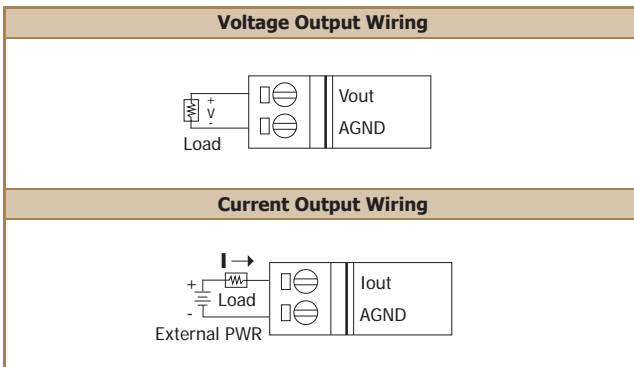 Voltage Output Wiring
+
V
-
Load
Vout
AGND
Current Output Wiring
I
+
Load
-
External PWR
Iout
AGND